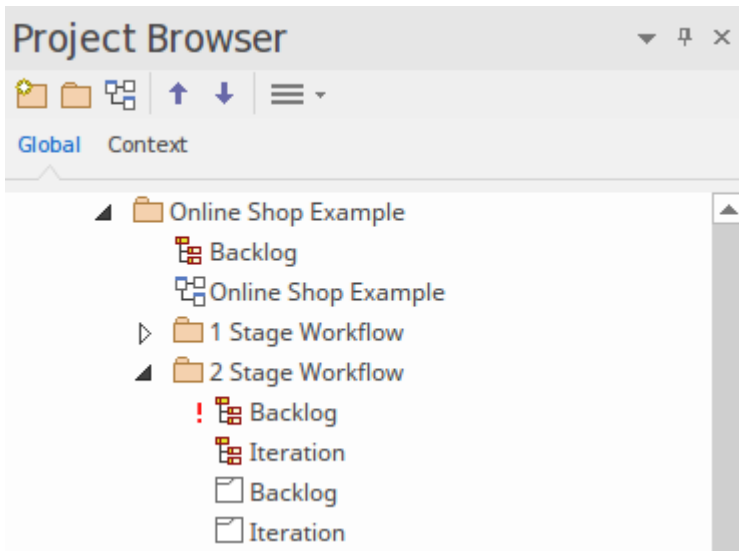 Project Browser
Global Context
Online Shop Example
Backlog
Online Shop Example
1 Stage Workflow
2 Stage Workflow
! Backlog
Iteration
Backlog
Iteration